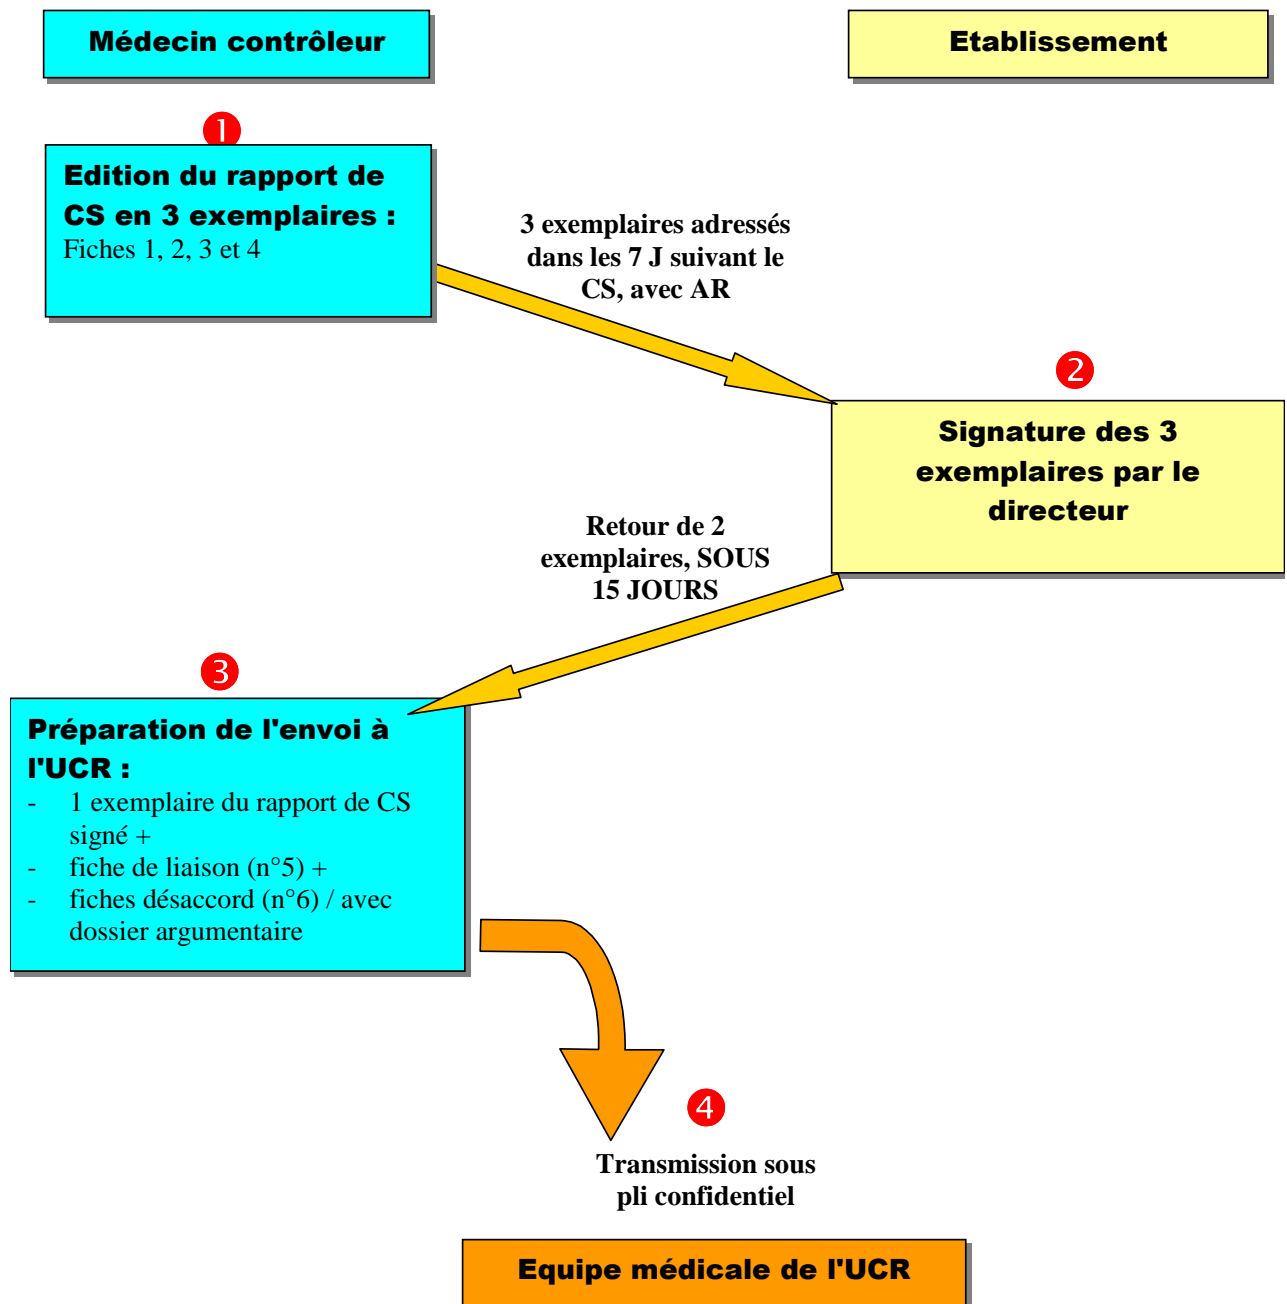 Médecin contrôleur
Etablissement
1
Edition du rapport de
CS en 3 exemplaires :
Fiches 1, 2, 3 et 4
3 exemplaires adressés
dans les 7 J suivant le
CS, avec AR
2
Signature des 3
exemplaires par le
directeur
Retour de 2
exemplaires, SOUS
15 JOURS
3
Préparation de l'envoi à
l'UCR :
- 1 exemplaire du rapport de CS
signé +
- fiche de liaison (n°5) +
- fiches désaccord (n°6) / avec
dossier argumentaire
4
Transmission sous
pli confidentiel
Equipe médicale de l'UCR